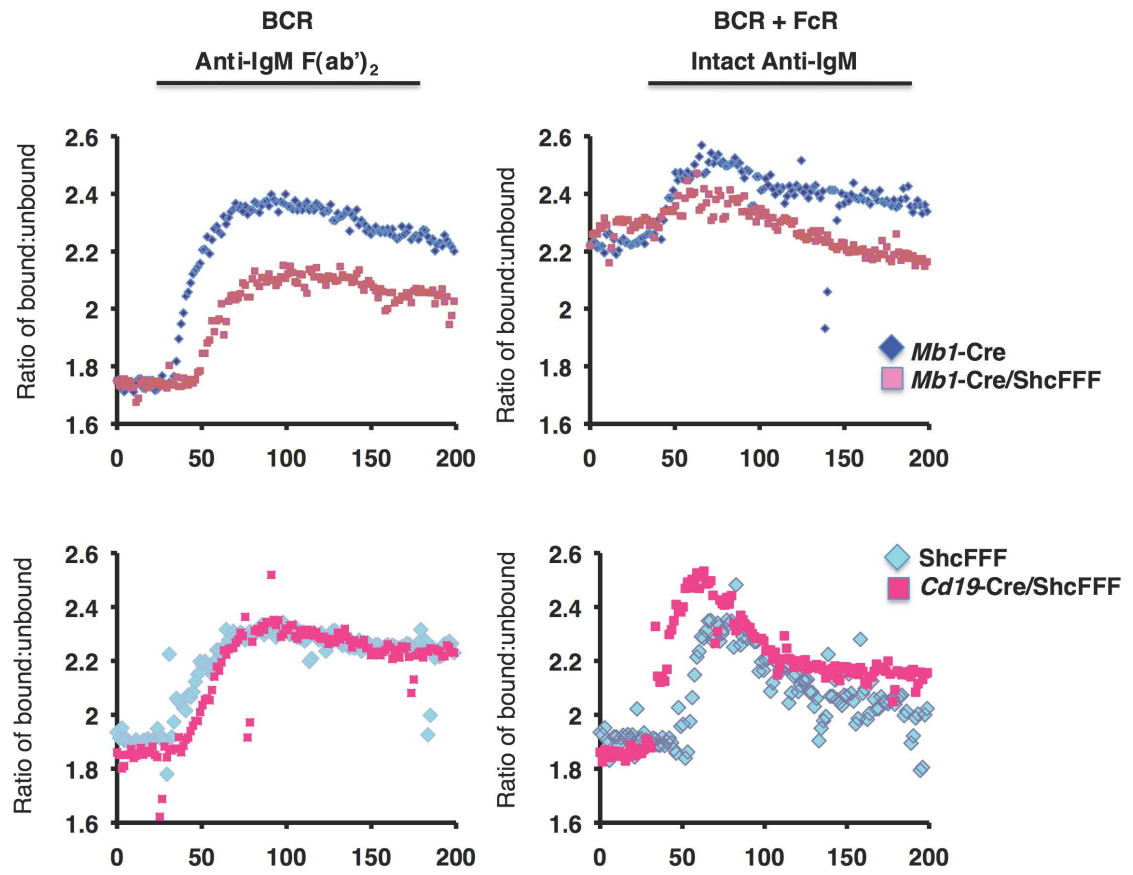 BCR
Anti-IgM F(ab')2
BCR + FcR
Intact Anti-IgM
Ratio of bound:unbound
2.6
2.4
2.2
2
1.8
1.6
0 50 100 150 200
Ratio of bound:unbound
2.6
2.4
2.2
2
1.8
1.6
0 50 100 150 200
Mb1-Cre
Mb1-Cre/ShcFFF
Ratio of bound:unbound
2.6
2.4
2.2
2
1.8
1.6
0 50 100 150 200
Ratio of bound:unbound
2.6
2.4
2.2
2
1.8
1.6
0 50 100 150 200
ShcFFF
Cd19-Cre/ShcFFF